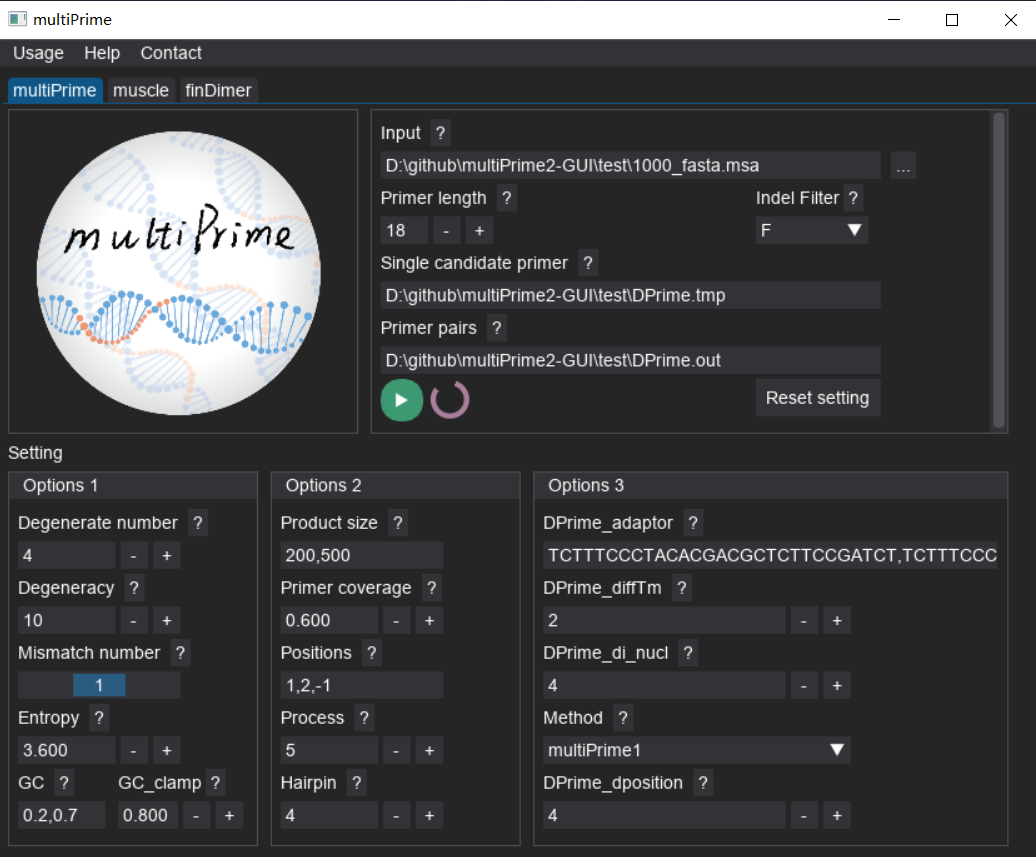 multiPrime
Usage Help Contact
multiPrime muscle finDimer
multiPrime
Input ?
D:\github\multiPrime2-GUI\test\1000_fasta.msa ...
Primer length ? Indel Filter ?
18 - + F
Single candidate primer ?
D:\github\multiPrime2-GUI\test\DPrime.tmp
Primer pairs ?
D:\github\multiPrime2-GUI\test\DPrime.out
Reset setting
Setting
Options 1
Degenerate number ?
4 - +
Degeneracy ?
10 - +
Mismatch number ?
1
Entropy ?
3.600 - +
GC ? GC_clamp ?
0.2,0.7 0.800 - +
Options 2
Product size ?
200,500
Primer coverage ?
0.600 - +
Positions ?
1,2,-1
Process ?
5 - +
Hairpin ?
4 - +
Options 3
DPrime_adaptor ?
TCTTTCCCTACACGACGCTCTTCCGATCT,TCTTTCCC
DPrime_diffTm ?
2 - +
DPrime_di_nucl ?
4 - +
Method ?
multiPrime1
DPrime_dposition ?
4 - +